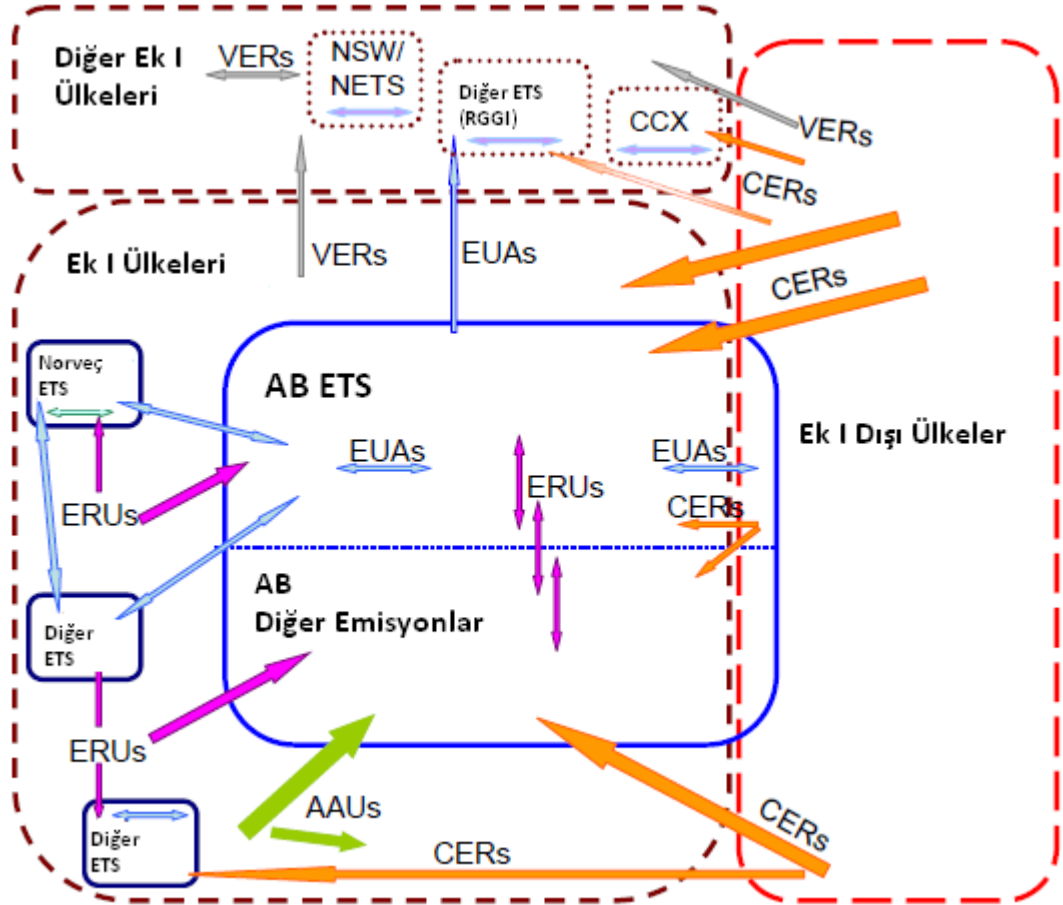 Diğer Ek I
Ülkeleri
VERs
NSW/
NETS
Diğer ETS
(RGGI)
CCX
VERs
CERs
Ek I Ülkeleri
VERs
EUAs
CERs
Norveç
ETS
AB ETS
Ek I Dışı Ülkeler
EUAs
EUAs
ERUs
CERs
ERUs
AB
Diğer Emisyonlar
Diğer
ETS
ERUs
AAUs
CERs
CERs
Diğer
ETS